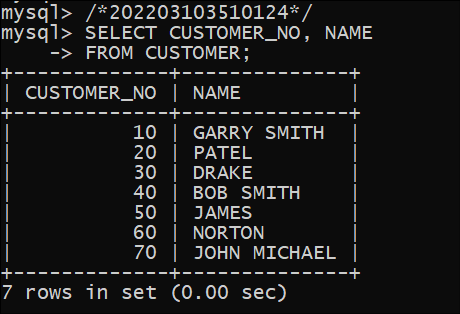 mysql> /*202203103510124*/
mysql> SELECT CUSTOMER_NO, NAME
    -> FROM CUSTOMER;
+-------------+--------------+
| CUSTOMER_NO | NAME         |
+-------------+--------------+
|          10 | GARRY SMITH  |
|          20 | PATEL        |
|          30 | DRAKE        |
|          40 | BOB SMITH    |
|          50 | JAMES        |
|          60 | NORTON       |
|          70 | JOHN MICHAEL |
+-------------+--------------+
7 rows in set (0.00 sec)